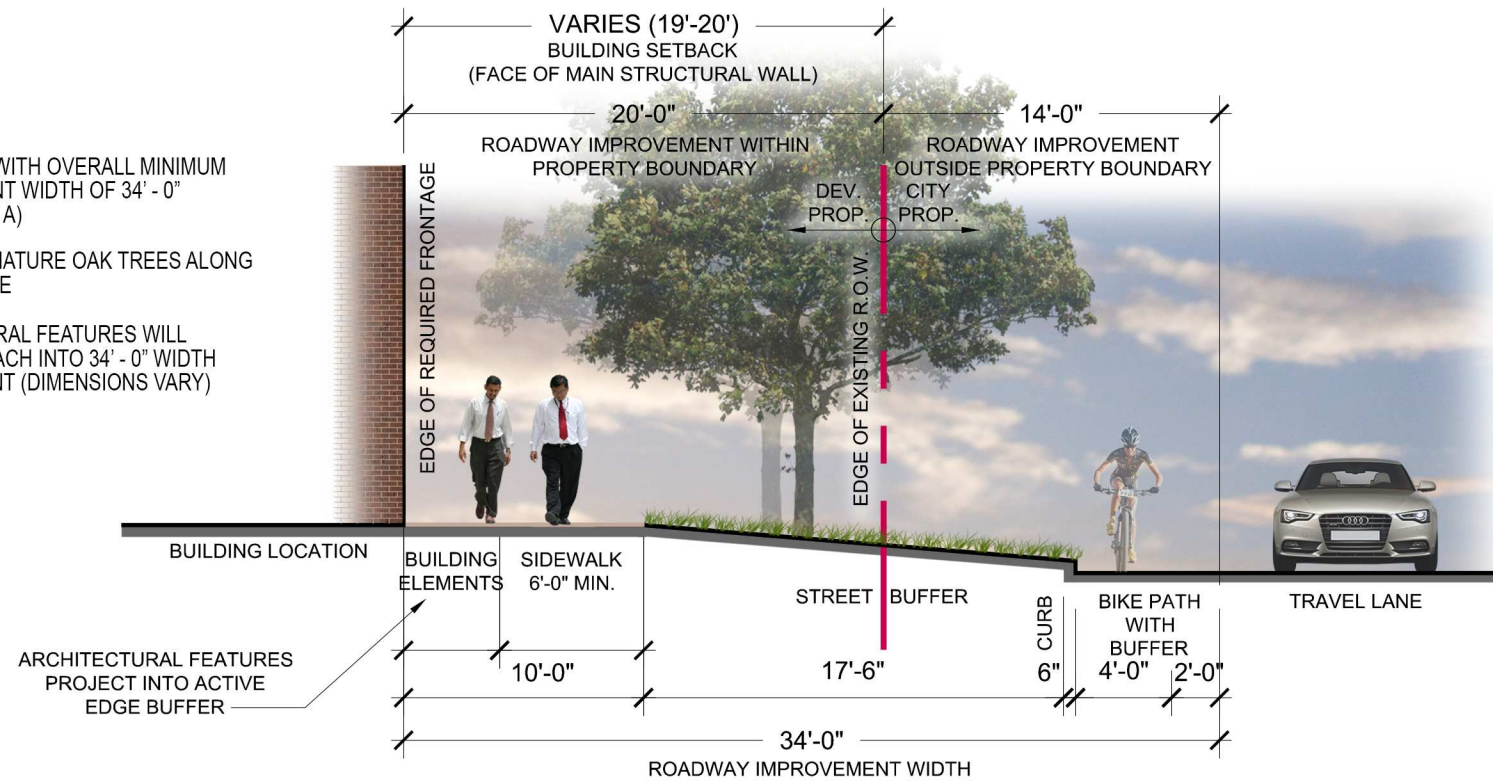 VARIES (19'-20')
BUILDING SETBACK
(FACE OF MAIN STRUCTURAL WALL)
20'-0"
14'-0"
ROADWAY IMPROVEMENT WITHIN
PROPERTY BOUNDARY
ROADWAY IMPROVEMENT
OUTSIDE PROPERTY BOUNDARY
DEV.
PROP.
CITY
PROP.
WITH OVERALL MINIMUM
NT WIDTH OF 34' - 0"
A)
MATURE OAK TREES ALONG
E
RAL FEATURES WILL
ACH INTO 34' - 0" WIDTH
NT (DIMENSIONS VARY)
EDGE OF REQUIRED FRONTAGE
EDGE OF EXISTING R.O.W.
BUILDING LOCATION
BUILDING
ELEMENTS
SIDEWALK
6'-0" MIN.
STREET BUFFER
CURB
BIKE PATH
WITH
BUFFER
TRAVEL LANE
ARCHITECTURAL FEATURES
PROJECT INTO ACTIVE
EDGE BUFFER
10'-0"
17'-6"
6"
4'-0"
2'-0"
34'-0"
ROADWAY IMPROVEMENT WIDTH